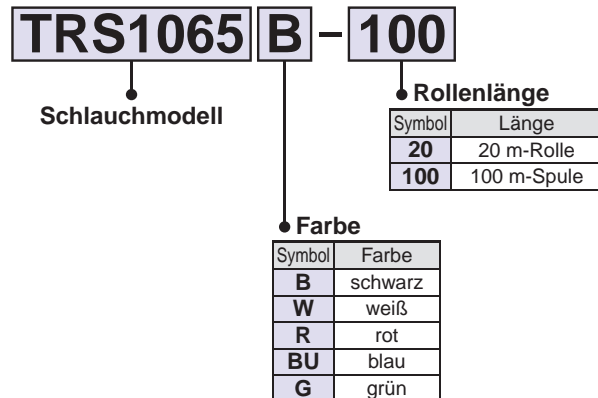 TRS1065 B - 100
Schlauchmodell
Rollenlänge
Symbol Länge
20 20 m-Rolle
100 100 m-Spule
Farbe
Symbol Farbe
B schwarz
W weiß
R rot
BU blau
G grün